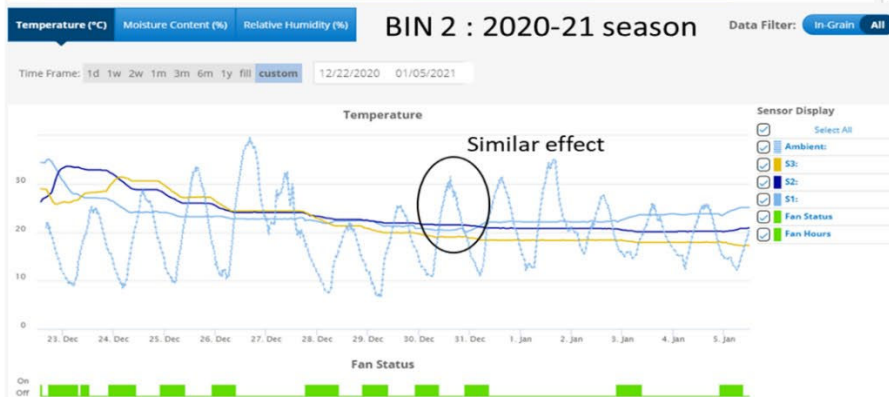 Temperature (°C) Moisture Content (%) Relative Humidity (%) BIN 2 : 2020-21 season Data Filter: In-Grain All
Time Frame: 1d 1w 2w 1m 3m 6m 1y fill custom 12/22/2020 01/05/2021
Temperature
Sensor Display
Select All
Ambient:
S3:
S2:
S1:
Fan Status
Fan Hours
Similar effect
30
20
10
0
23. Dec 24. Dec 25. Dec 26. Dec 27. Dec 28. Dec 29. Dec 30. Dec 31. Dec 1. Jan 2. Jan 3. Jan 4. Jan 5. Jan
Fan Status
On
Off